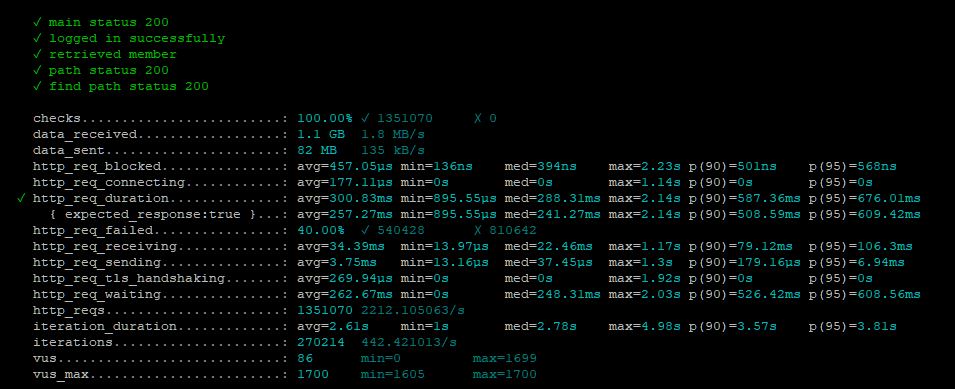 ✓ main status 200
✓ logged in successfully
✓ retrieved member
✓ path status 200
✓ find path status 200
checks.........................: 100.00% ✓ 1351070 ✗ 0
data_received..................: 1.1 GB 1.8 MB/s
data_sent......................: 82 MB 135 kB/s
http_req_blocked...............: avg=457.05µs min=136ns med=394ns max=2.23s p(90)=501ns p(95)=568ns
http_req_connecting............: avg=177.11µs min=0s med=0s max=1.14s p(90)=0s p(95)=0s
✓ http_req_duration..............: avg=300.83ms min=895.55µs med=288.31ms max=2.14s p(90)=587.36ms p(95)=676.01ms
{ expected_response:true }...: avg=257.27ms min=895.55µs med=241.27ms max=2.14s p(90)=508.59ms p(95)=609.42ms
http_req_failed................: 40.00% ✓ 540428 ✗ 810642
http_req_receiving.............: avg=34.39ms min=13.97µs med=22.46ms max=1.17s p(90)=79.12ms p(95)=106.3ms
http_req_sending...............: avg=3.75ms min=13.16µs med=37.45µs max=1.3s p(90)=179.16µs p(95)=6.94ms
http_req_tls_handshaking.......: avg=269.94µs min=0s med=0s max=1.92s p(90)=0s p(95)=0s
http_req_waiting...............: avg=262.67ms min=0s med=248.31ms max=2.03s p(90)=526.42ms p(95)=608.56ms
http_reqs......................: 1351070 2212.105063/s
iteration_duration.............: avg=2.61s min=1s med=2.78s max=4.98s p(90)=3.57s p(95)=3.81s
iterations.....................: 270214 442.421013/s
vus............................: 86 min=0 max=1699
vus_max........................: 1700 min=1605 max=1700